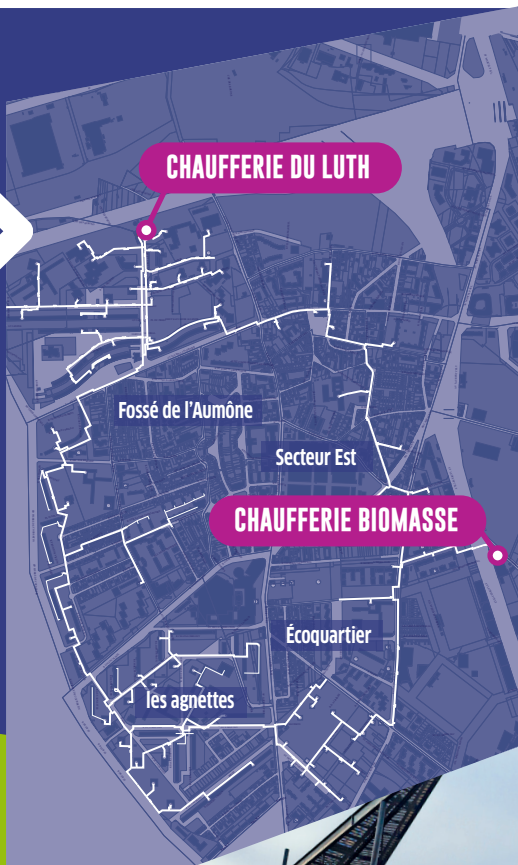 CHAUFFERIE DU LUTH
Fossé de l'Aumône
Secteur Est
CHAUFFERIE BIOMASSE
Écoquartier
les agnettes